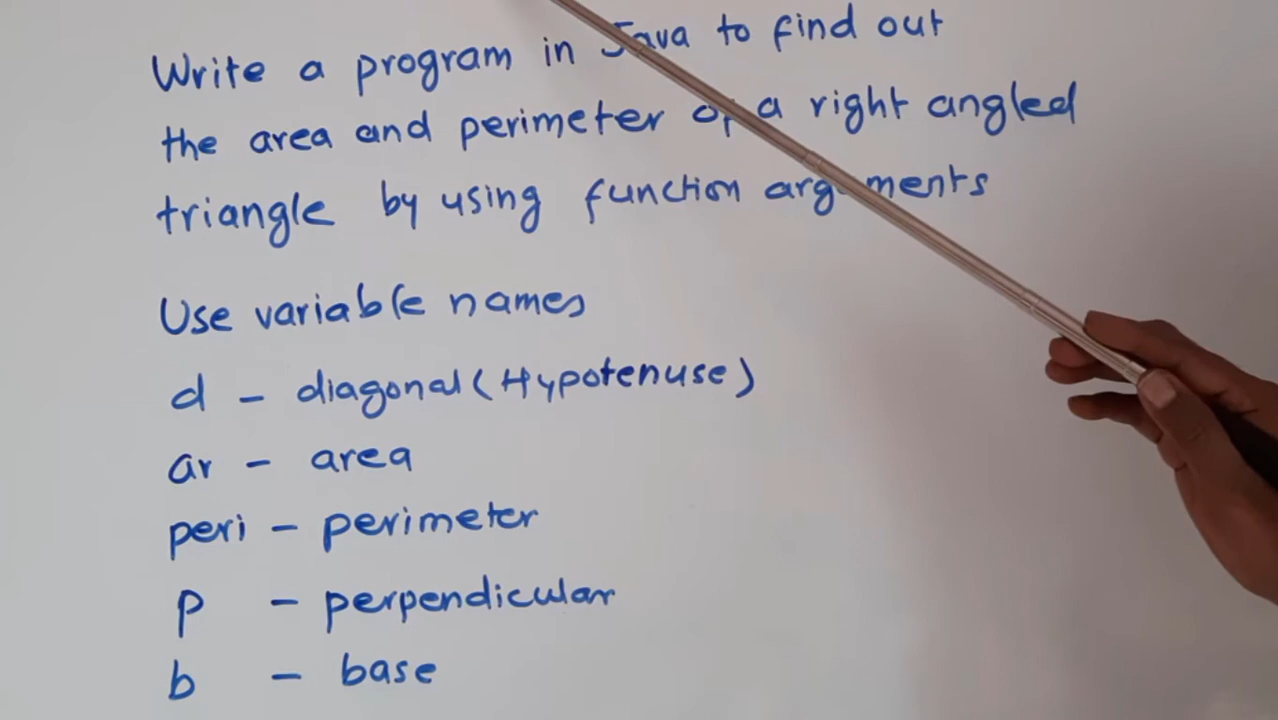 Write a program in Java to find out
the area and perimeter of a right angled
triangle by using function arguments
Use variable names
d - diagonal (Hypotenuse)
ar - area
peri - perimeter
p - perpendicular
b - base